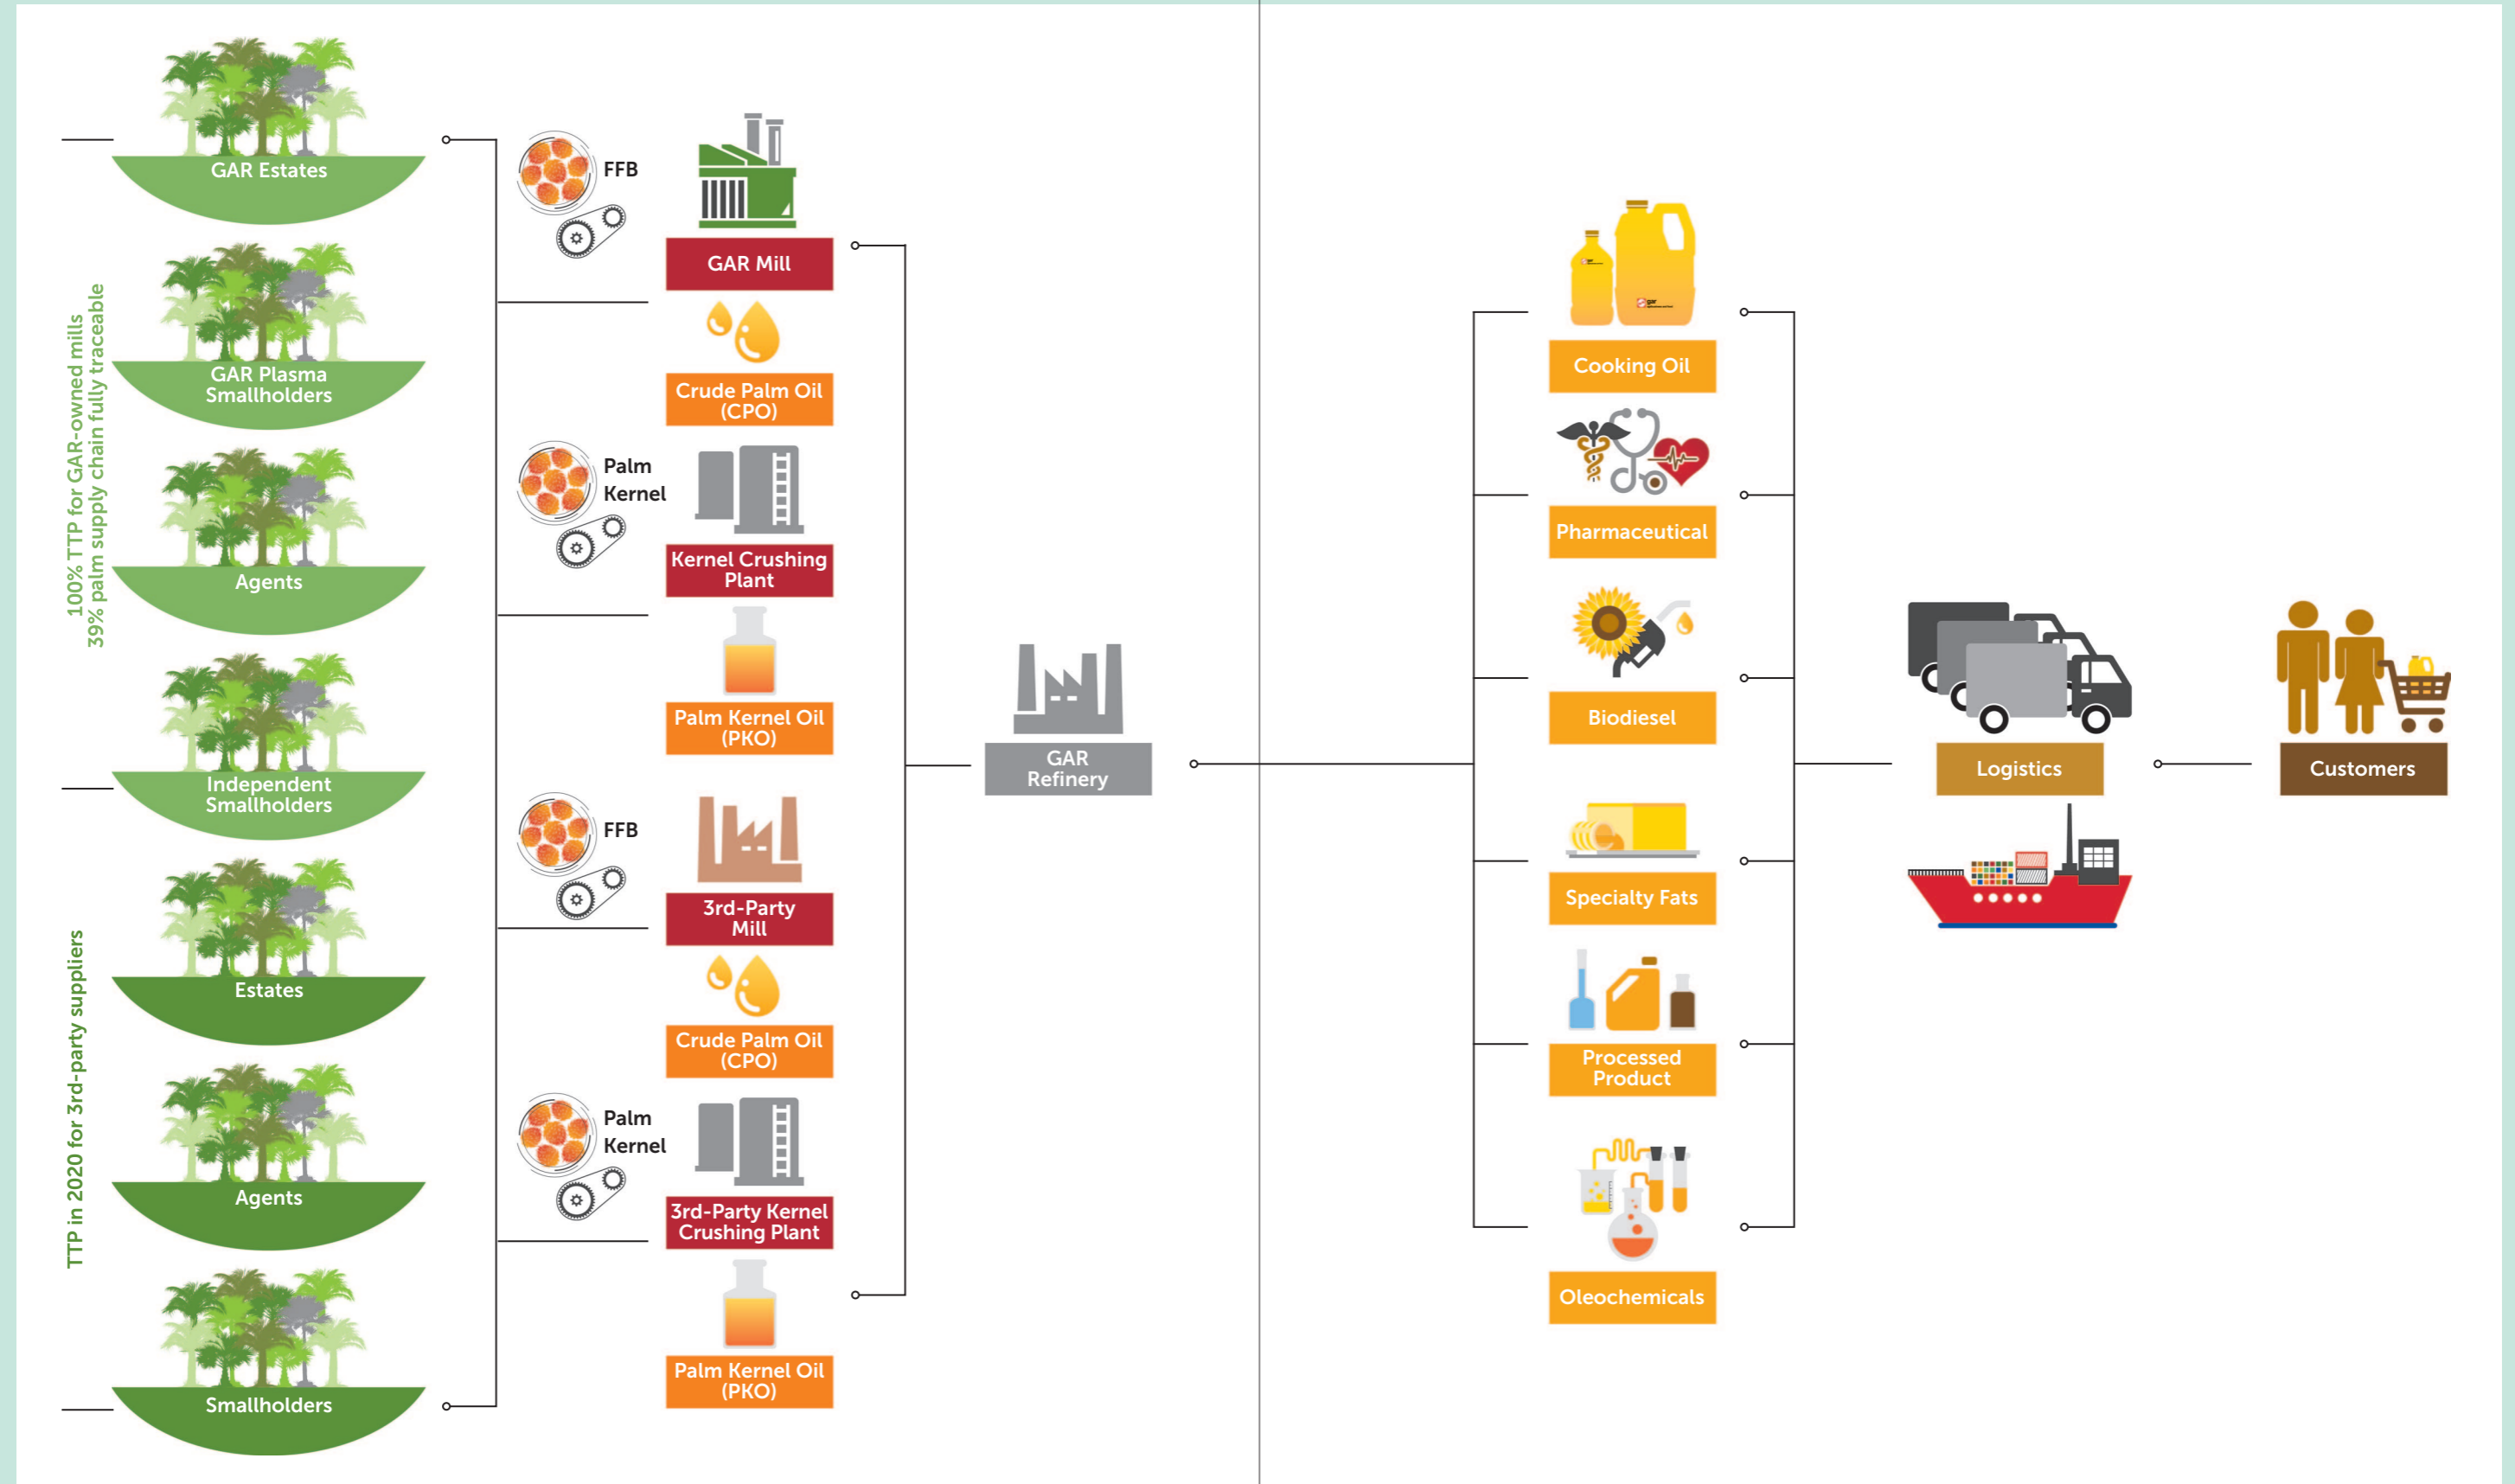 100% TTP for GAR-owned mills
39% palm supply chain fully traceable
TTP in 2020 for 3rd-party suppliers
GAR Estates
GAR Plasma
Smallholders
Agents
Independent
Smallholders
Estates
Agents
Smallholders
FFB
GAR Mill
Crude Palm Oil
(CPO)
Palm
Kernel
Kernel Crushing
Plant
Palm Kernel Oil
(PKO)
FFB
3rd-Party
Mill
Crude Palm Oil
(CPO)
Palm
Kernel
3rd-Party Kernel
Crushing Plant
Palm Kernel Oil
(PKO)
GAR
Refinery
gar
Cooking Oil
Pharmaceutical
Biodiesel
Specialty Fats
Processed
Product
Oleochemicals
Logistics
Customers